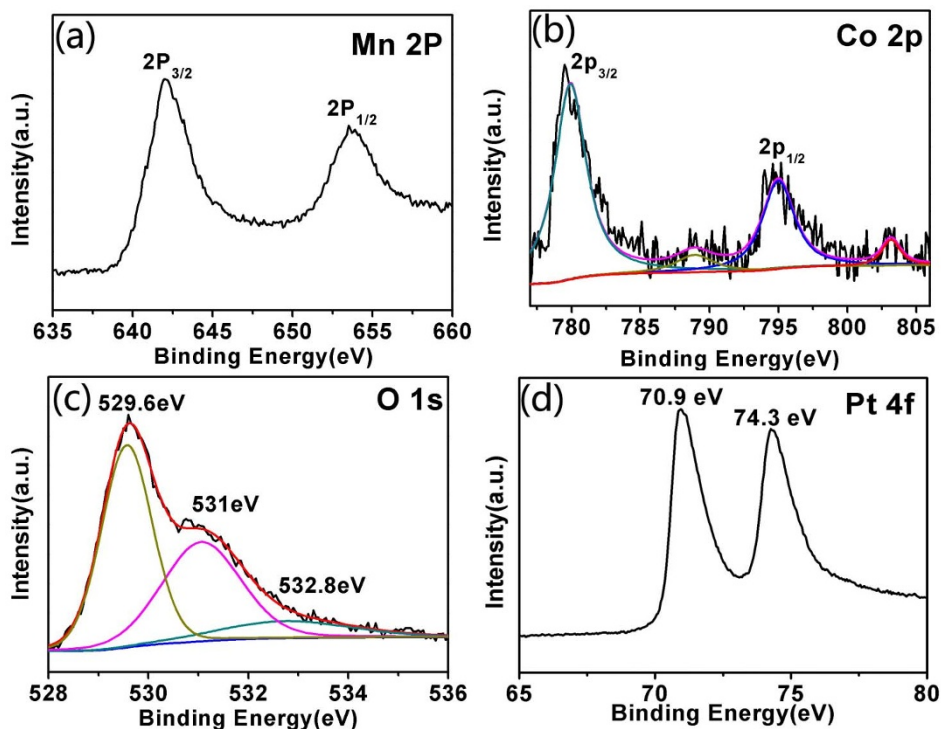 (a)
Mn 2P
2P3/2
2P1/2
Intensity(a.u.)
635 640 645 650 655 660
Binding Energy(eV)
(b)
Co 2p
2p3/2
2p1/2
Intensity(a.u.)
780 785 790 795 800 805
Binding Energy(eV)
(c)
O 1s
529.6eV
531eV
532.8eV
Intensity(a.u.)
528 530 532 534 536
Binding Energy(eV)
(d)
Pt 4f
70.9 eV
74.3 eV
Intensity(a.u.)
65 70 75 80
Binding Energy(eV)